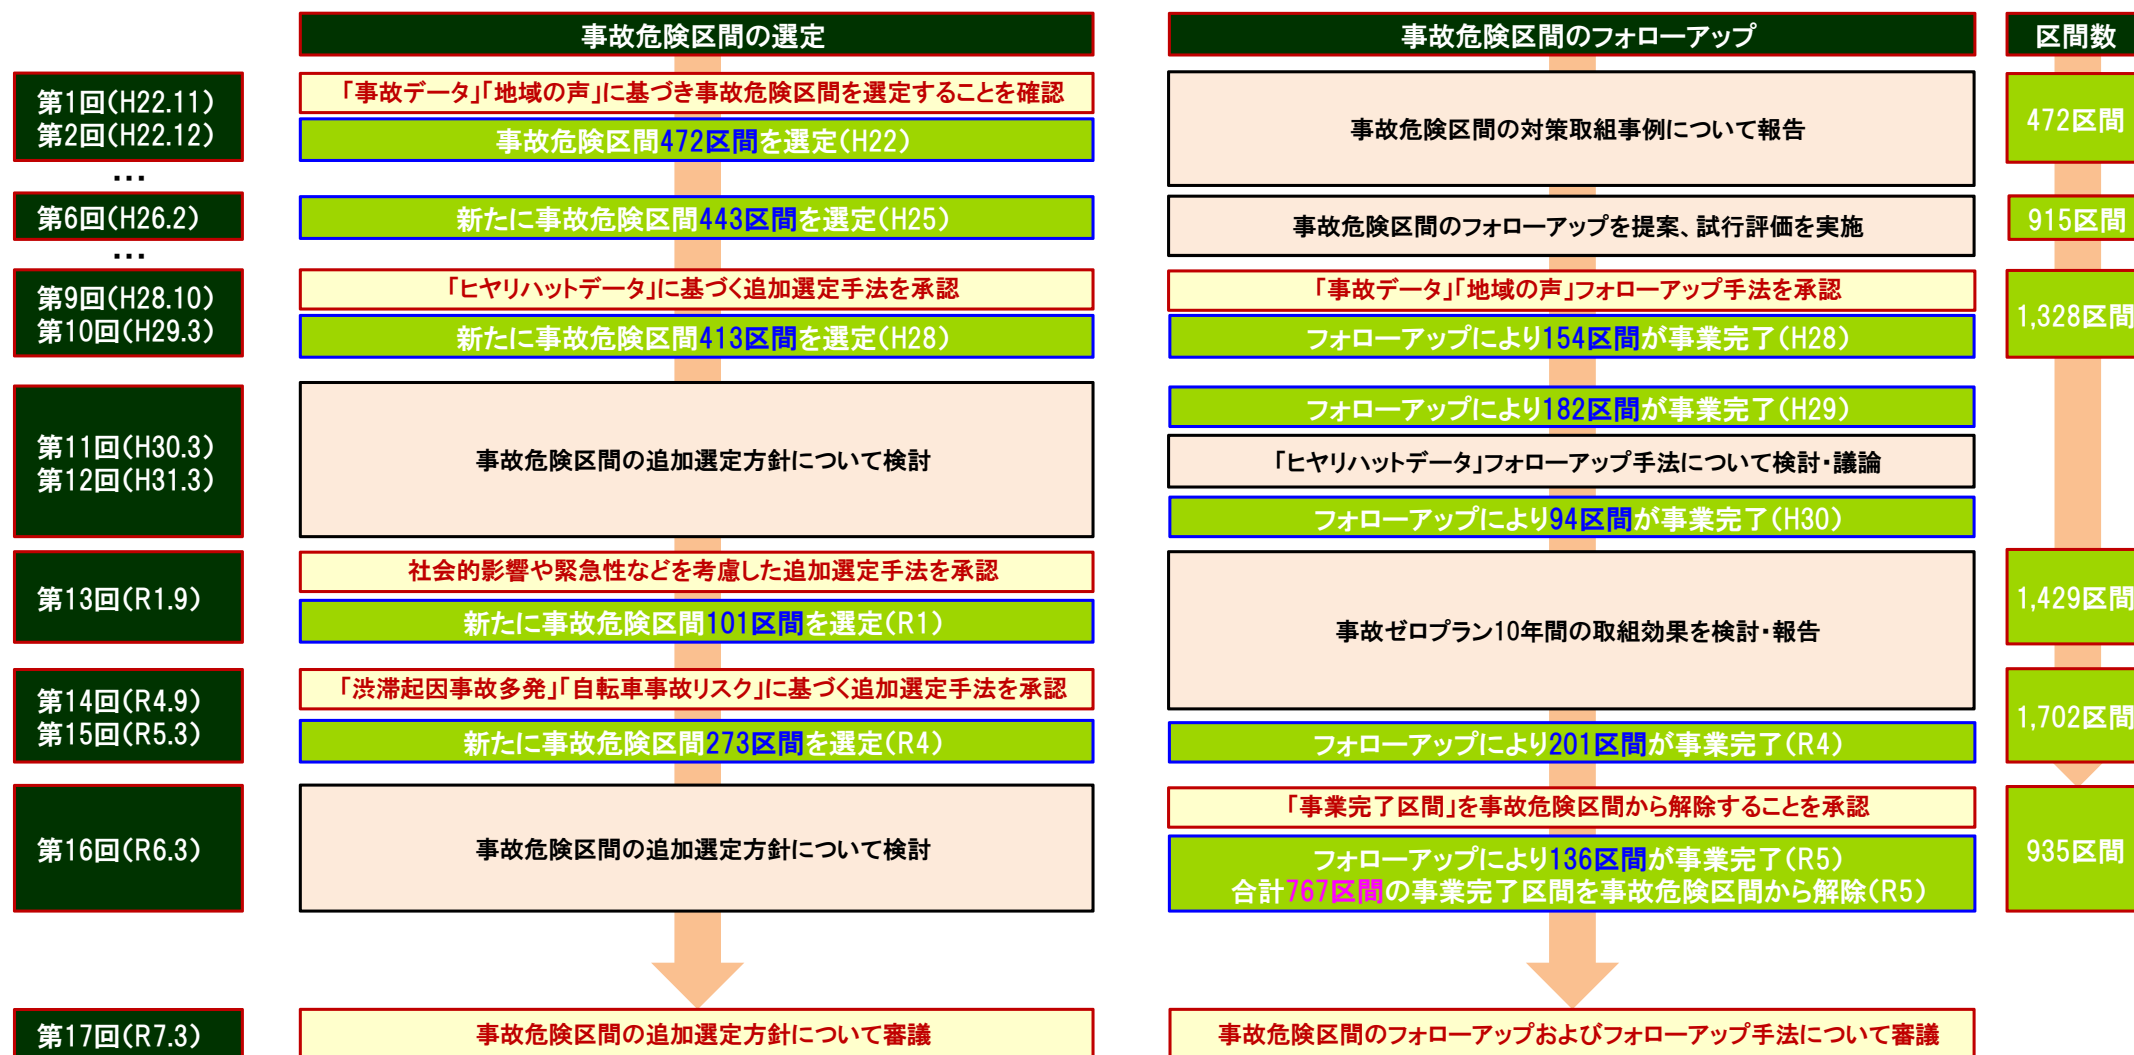 事故危険区間の選定
事故危険区間のフォローアップ
区間数
第1回(H22.11)
第2回(H22.12)
「事故データ」「地域の声」に基づき事故危険区間を選定することを確認
事故危険区間472区間を選定(H22)
事故危険区間の対策取組事例について報告
472区間
…
第6回(H26.2)
新たに事故危険区間443区間を選定(H25)
事故危険区間のフォローアップを提案、試行評価を実施
915区間
…
第9回(H28.10)
第10回(H29.3)
「ヒヤリハットデータ」に基づく追加選定手法を承認
新たに事故危険区間413区間を選定(H28)
「事故データ」「地域の声」フォローアップ手法を承認
フォローアップにより154区間が事業完了(H28)
1,328区間
第11回(H30.3)
第12回(H31.3)
事故危険区間の追加選定方針について検討
フォローアップにより182区間が事業完了(H29)
「ヒヤリハットデータ」フォローアップ手法について検討・議論
フォローアップにより94区間が事業完了(H30)
第13回(R1.9)
社会的影響や緊急性などを考慮した追加選定手法を承認
新たに事故危険区間101区間を選定(R1)
事故ゼロプラン10年間の取組効果を検討・報告
1,429区間
第14回(R4.9)
第15回(R5.3)
「渋滞起因事故多発」「自転車事故リスク」に基づく追加選定手法を承認
新たに事故危険区間273区間を選定(R4)
フォローアップにより201区間が事業完了(R4)
1,702区間
第16回(R6.3)
事故危険区間の追加選定方針について検討
「事業完了区間」を事故危険区間から解除することを承認
フォローアップにより136区間が事業完了(R5)
合計767区間の事業完了区間を事故危険区間から解除(R5)
935区間
第17回(R7.3)
事故危険区間の追加選定方針について審議
事故危険区間のフォローアップおよびフォローアップ手法について審議